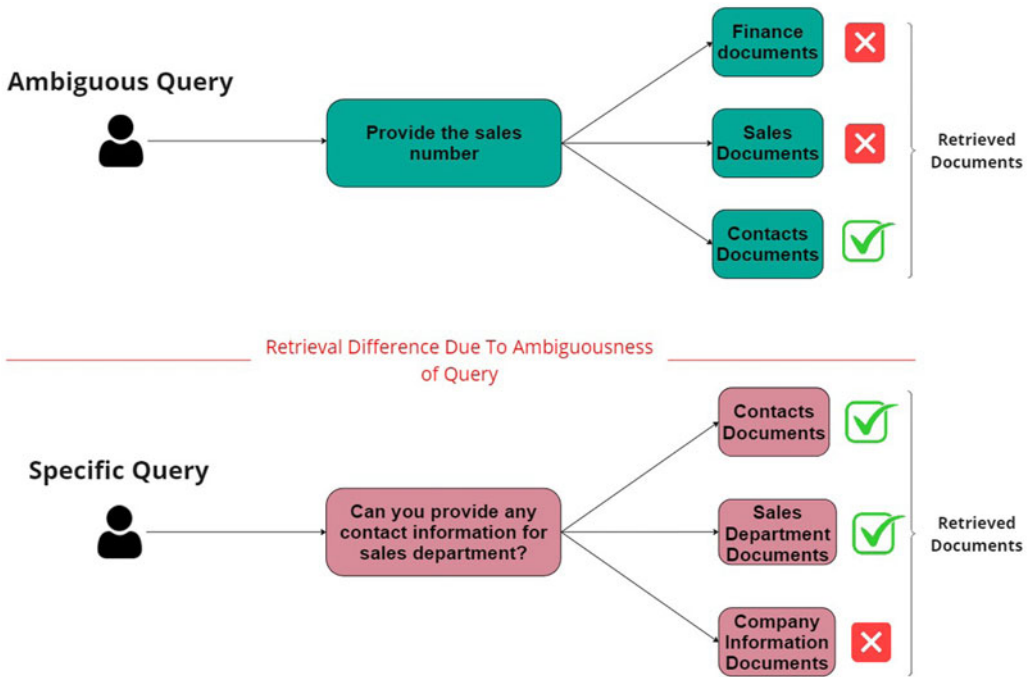 Ambiguous Query
Provide the sales
number
Finance
documents
Sales
Documents
Contacts
Documents
Retrieved
Documents
Retrieval Difference Due To Ambiguousness
of Query
Specific Query
Can you provide any
contact information for
sales department?
Contacts
Documents
Sales
Department
Documents
Company
Information
Documents
Retrieved
Documents